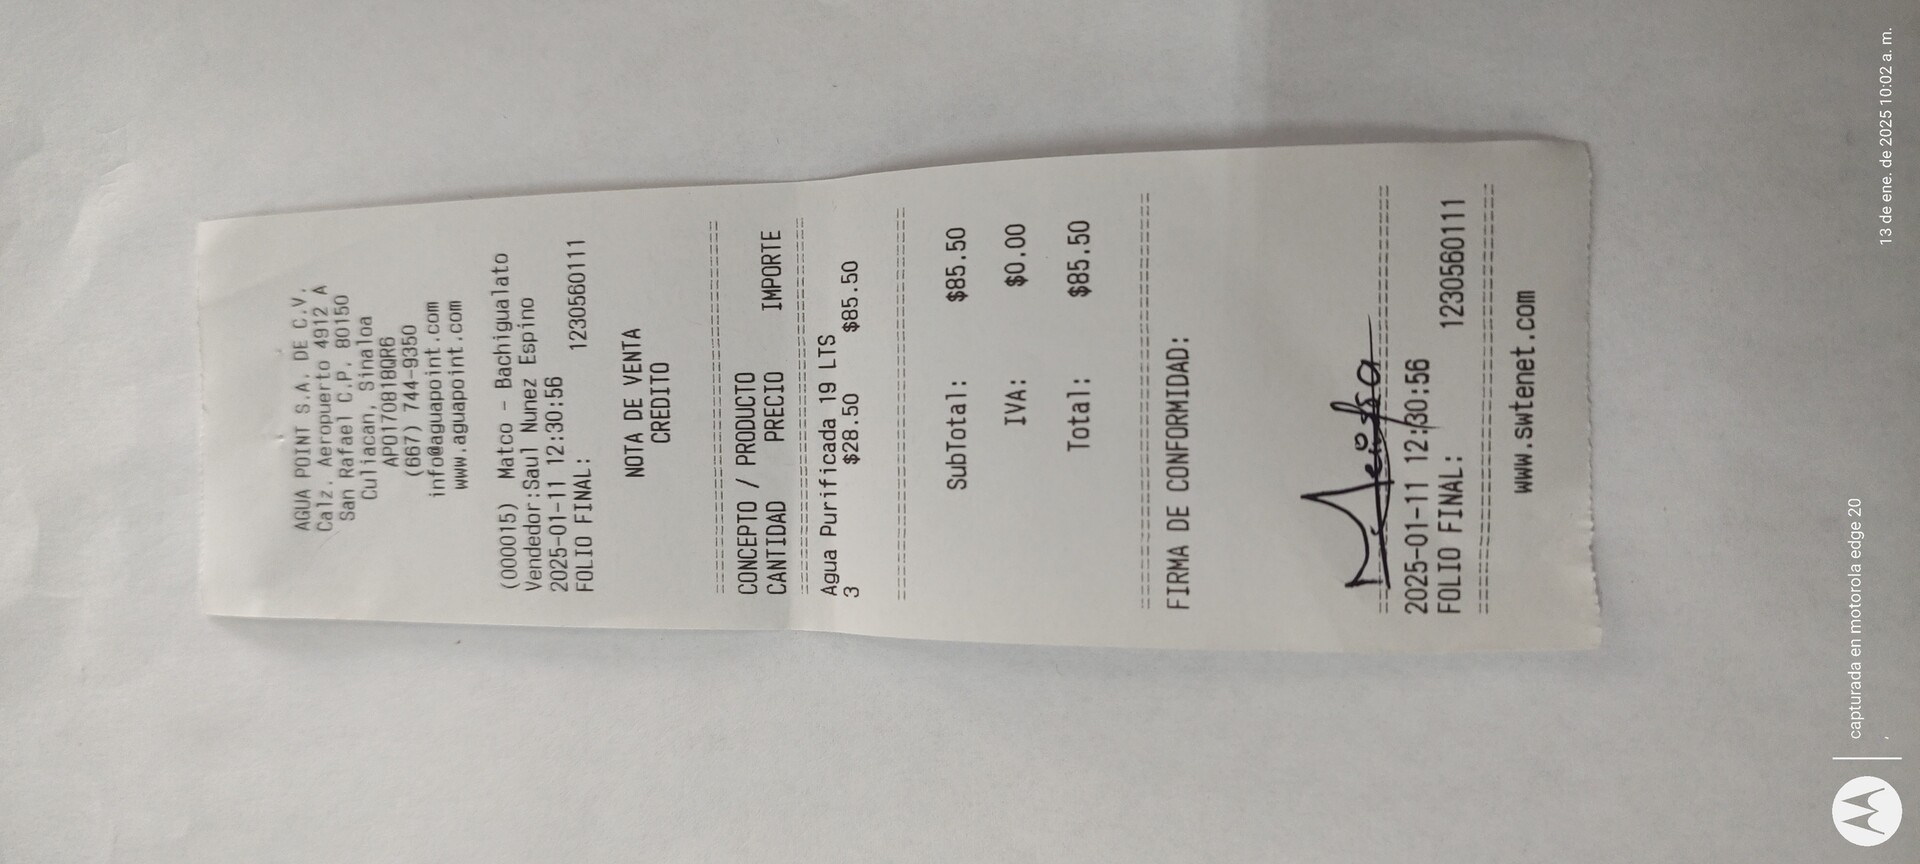 AGUA POINT S.A. DE C.V.
Calz. Aeropuerto 4912 A
San Rafael C.P. 80150
Culiacan, Sinaloa
APO170818QR6
(667) 744-9350
info@aguapoint.com
www.aguapoint.com
(000015) Matco - Bachigualato
Vendedor:Saul Nunez Espino
2025-01-11 12:30:56
FOLIO FINAL: 1230560111
NOTA DE VENTA
CREDITO
CONCEPTO / PRODUCTO
CANTIDAD PRECIO IMPORTE
Agua Purificada 19 LTS
3 $28.50 $85.50
SubTotal: $85.50
IVA: $0.00
Total: $85.50
FIRMA DE CONFORMIDAD:
2025-01-11 12:30:56
FOLIO FINAL: 1230560111
www.swtenet.com
capturada en motorola edge 20
13 de ene. de 2025 10:02 a. m.